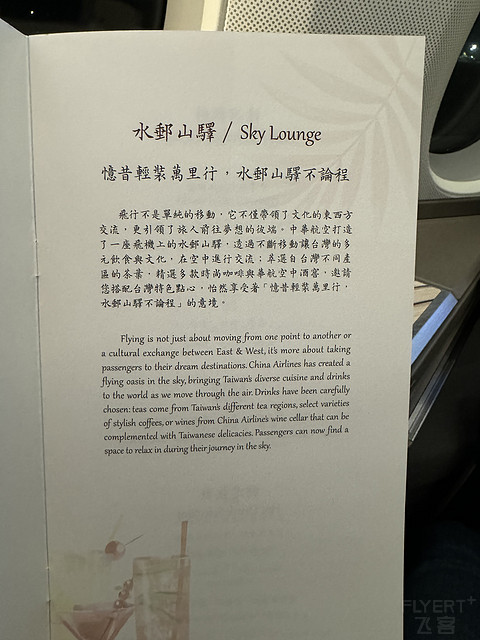 水郵山驛 / Sky Lounge
憶昔輕裝萬里行，水郵山驛不論程
飛行不是單純的移動，它不僅帶領了文化的東西方
交流，更引領了旅人前往夢想的彼端。中華航空打造
了一座飛機上的水郵山驛，透過不斷移動讓台灣的多
元飲食與文化，在空中進行交流；萃選自台灣不同產
區的茶葉，精選多款時尚咖啡與華航空中酒窖，邀請
您搭配台灣特色點心，怡然享受著「憶昔輕裝萬里行，
水郵山驛不論程」的意境。
Flying is not just about moving from one point to another or
a cultural exchange between East & West, it's more about taking
passengers to their dream destinations. China Airlines has created a
flying oasis in the sky, bringing Taiwan's diverse cuisine and drinks
to the world as we move through the air. Drinks have been carefully
chosen: teas come from Taiwan's different tea regions, select varieties
of stylish coffees, or wines from China Airline's wine cellar that can be
complemented with Taiwanese delicacies. Passengers can now find a
space to relax in during their journey in the sky.
FLYERT+
飞客